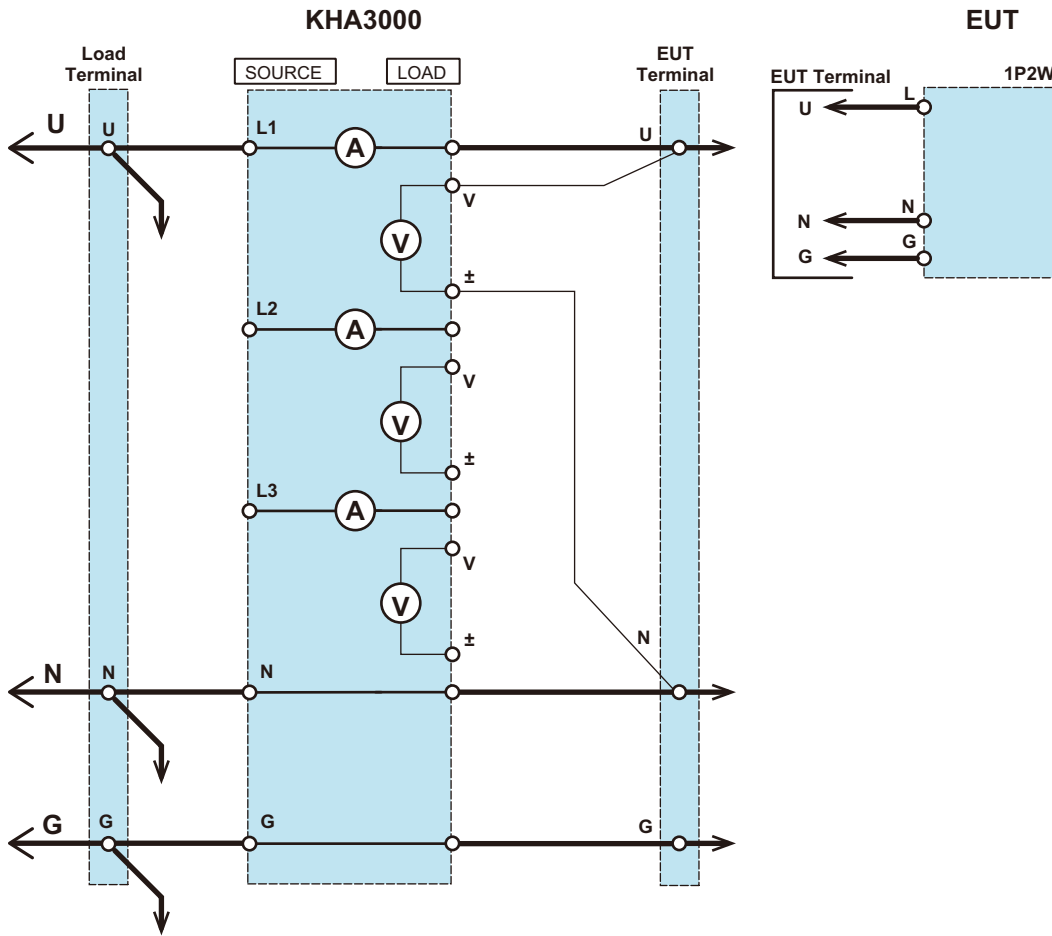 KHA3000
EUT
Load
Terminal
SOURCE
LOAD
EUT
Terminal
EUT Terminal
1P2W
U
U
L1
A
U
V
V
±
L2
A
V
V
±
L3
A
V
V
±
N
N
N
N
G
G
G
G
U
L
N
N
G
G